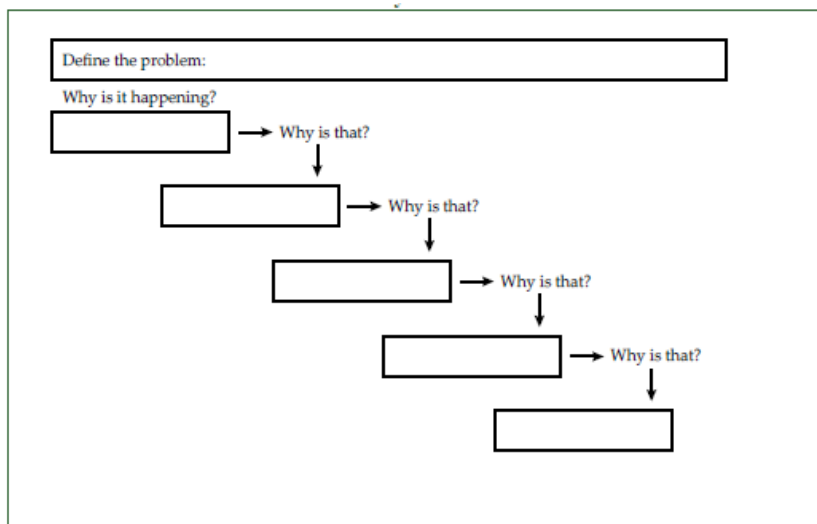 Define the problem:
Why is it happening?
Why is that?
Why is that?
Why is that?
Why is that?